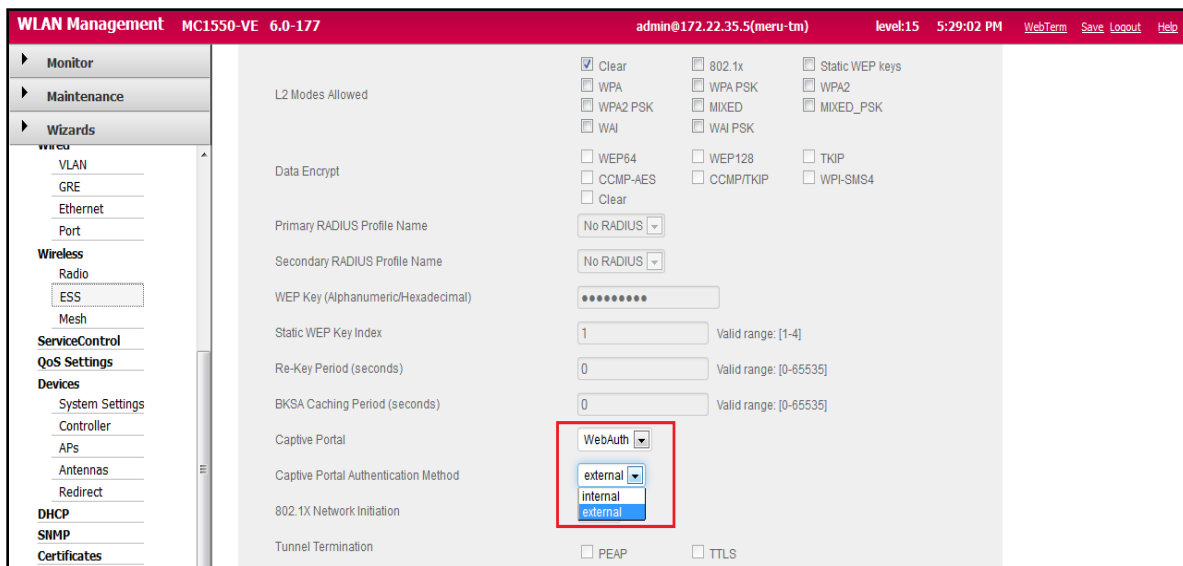 WLAN Management MC1550-VE 6.0-177 admin@172.22.35.5(meru-tm) level:15 5:29:02 PM WebTerm Save Logout Help
Monitor
Maintenance
Wizards
VLAN
GRE
Ethernet
Port
Wireless
Radio
ESS
Mesh
ServiceControl
QoS Settings
Devices
System Settings
Controller
APs
Antennas
Redirect
DHCP
SNMP
Certificates
L2 Modes Allowed
Clear 802.1x Static WEP keys
WPA WPA PSK WPA2
WPA2 PSK MIXED MIXED_PSK
WAI WAI PSK
Data Encrypt
WEP64 WEP128 TKIP
CCMP-AES CCMP/TKIP WPI-SMS4
Clear
Primary RADIUS Profile Name No RADIUS
Secondary RADIUS Profile Name No RADIUS
WEP Key (Alphanumeric/Hexadecimal) •••••••••
Static WEP Key Index 1 Valid range: [1-4]
Re-Key Period (seconds) 0 Valid range: [0-65535]
BKSA Caching Period (seconds) 0 Valid range: [0-65535]
Captive Portal WebAuth
Captive Portal Authentication Method external
internal
external
802.1X Network Initiation
Tunnel Termination PEAP TTLS